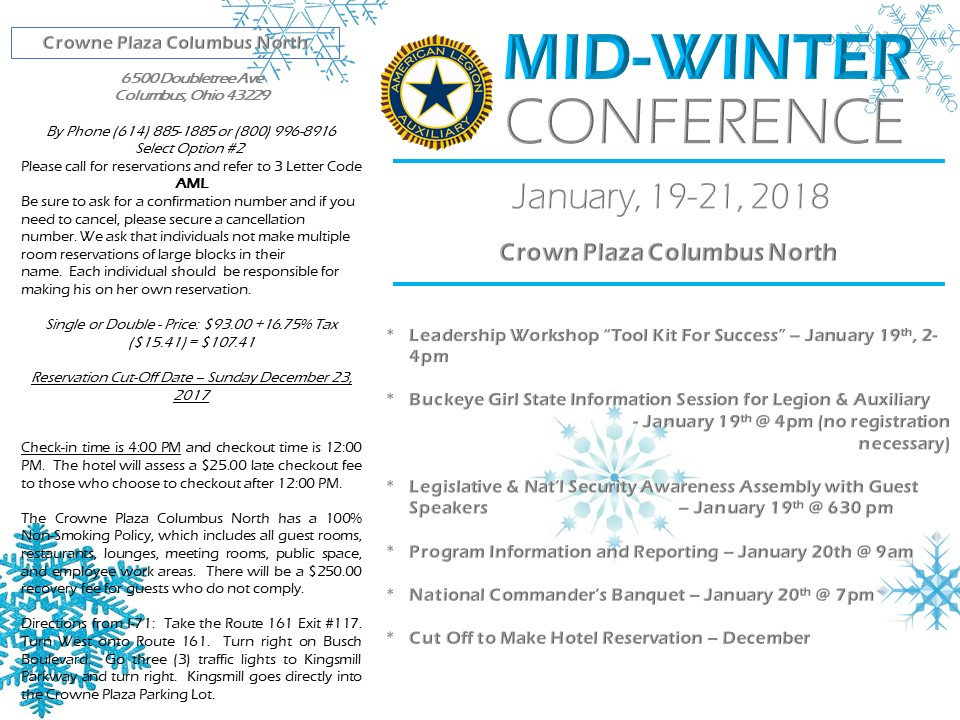 Crowne Plaza Columbus North
6500 Doubletree Ave
Columbus, Ohio 43229
By Phone (614) 885-1885 or (800) 996-8916
Select Option #2
Please call for reservations and refer to 3 Letter Code
AML
Be sure to ask for a confirmation number and if you
need to cancel, please secure a cancellation
number. We ask that individuals not make multiple
room reservations of large blocks in their
name. Each individual should be responsible for
making his on her own reservation.
Single or Double - Price: $93.00 +16.75% Tax
($15.41) = $107.41
Reservation Cut-Off Date – Sunday December 23,
2017
Check-in time is 4:00 PM and checkout time is 12:00
PM. The hotel will assess a $25.00 late checkout fee
to those who choose to checkout after 12:00 PM.
The Crowne Plaza Columbus North has a 100%
Non-Smoking Policy, which includes all guest rooms,
restaurants, lounges, meeting rooms, public space,
and employee work areas. There will be a $250.00
recovery fee for guests who do not comply.
Directions from I-71: Take the Route 161 Exit #117.
Turn West onto Route 161. Turn right on Busch
Boulevard. Go three (3) traffic lights to Kingsmill
Parkway and turn right. Kingsmill goes directly into
the Crowne Plaza Parking Lot.
AMERICAN LEGION
AUXILIARY
MID-WINTER
CONFERENCE
January, 19-21, 2018
Crown Plaza Columbus North
* Leadership Workshop “Tool Kit For Success” – January 19th, 2-
4pm
* Buckeye Girl State Information Session for Legion & Auxiliary
- January 19th @ 4pm (no registration
necessary)
* Legislative & Nat’l Security Awareness Assembly with Guest
Speakers – January 19th @ 630 pm
* Program Information and Reporting – January 20th @ 9am
* National Commander’s Banquet – January 20th @ 7pm
* Cut Off to Make Hotel Reservation – December